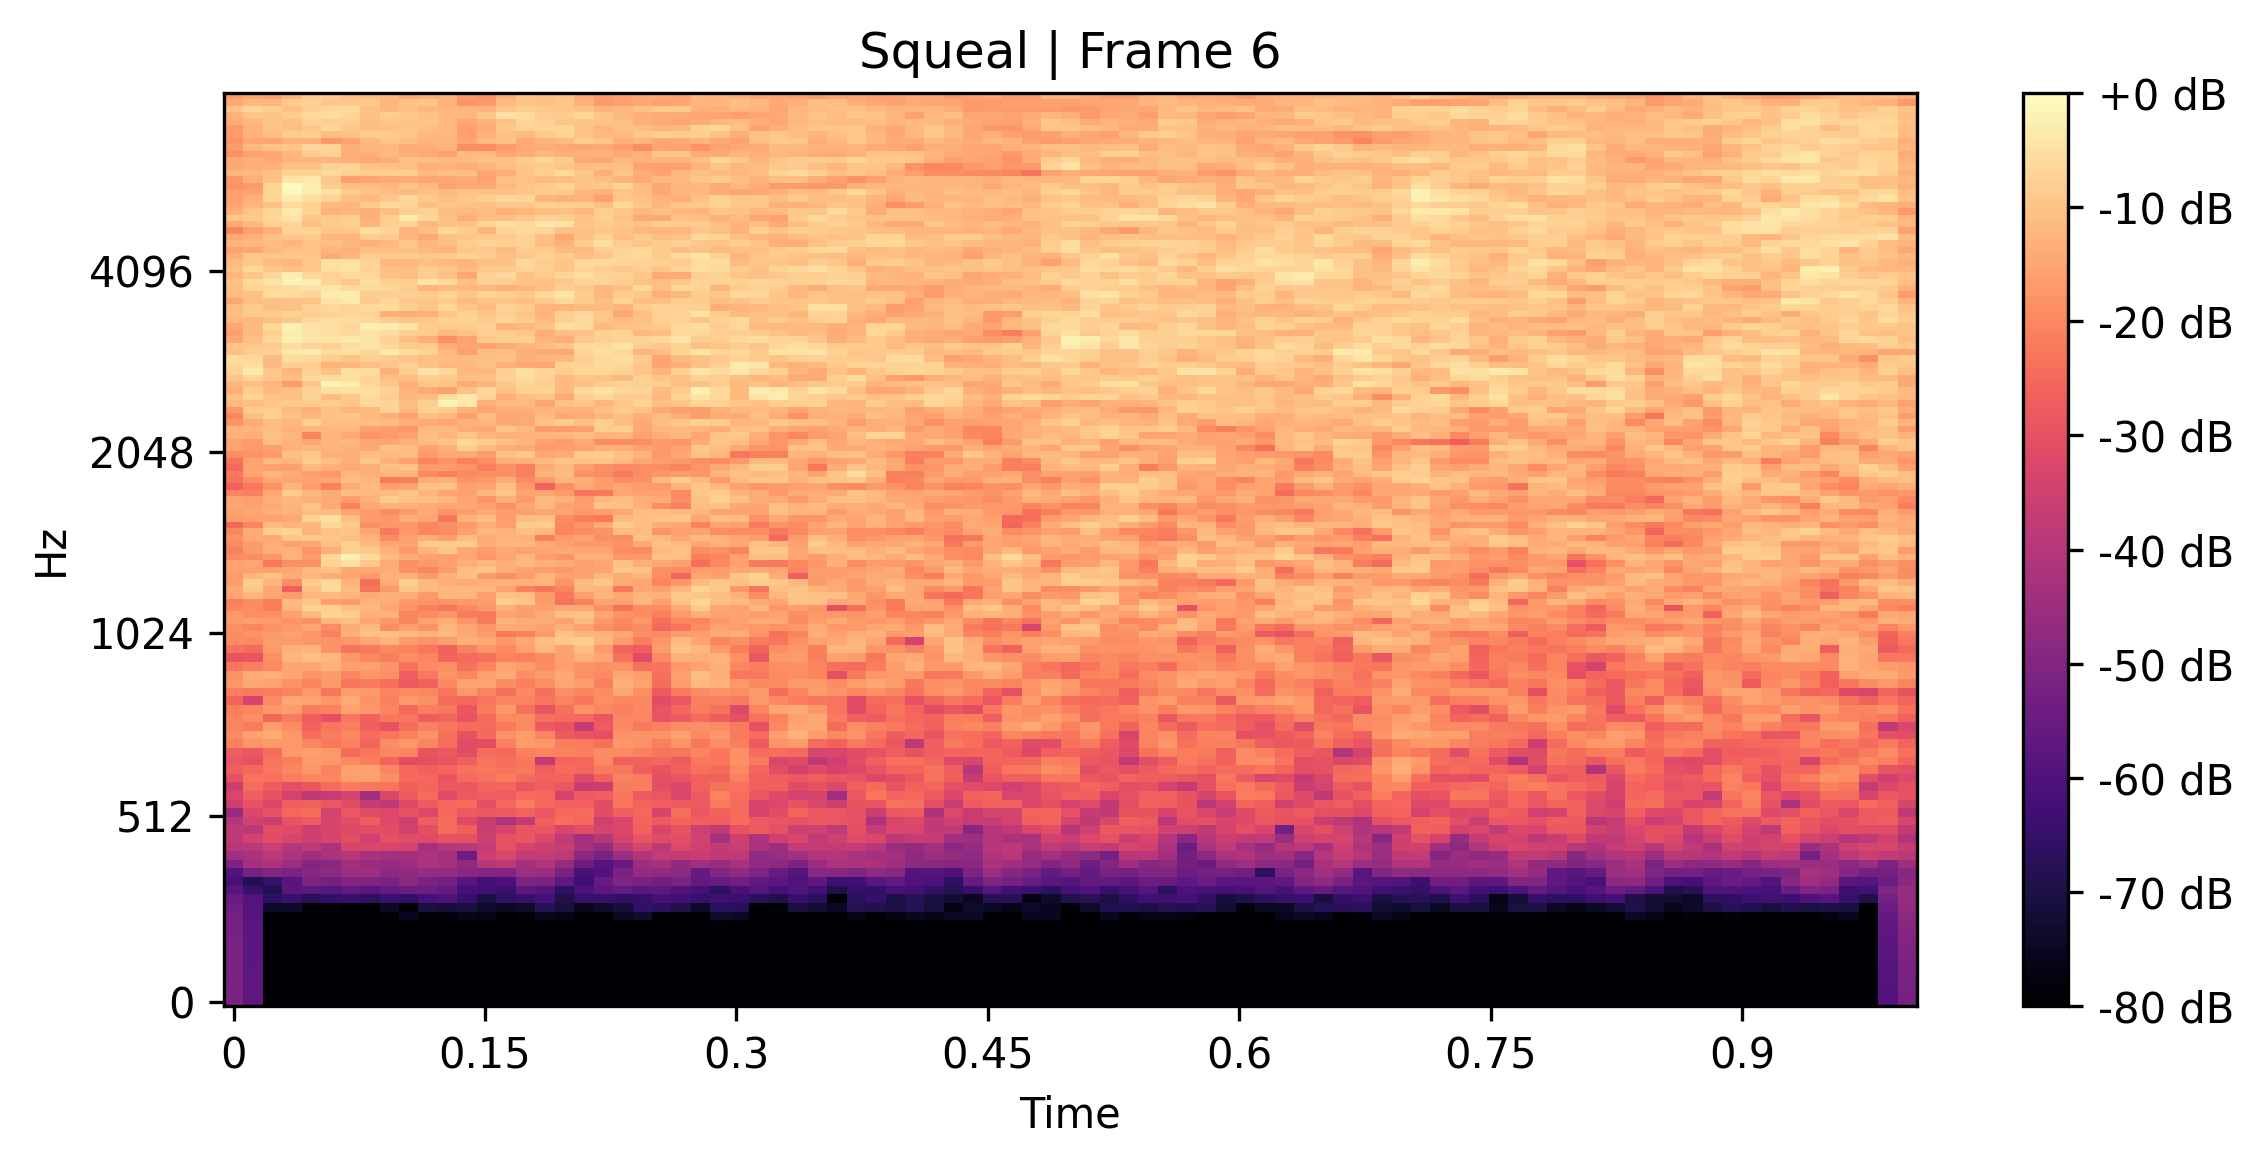 Squeal | Frame 6
Hz
4096
2048
1024
512
0
0 0.15 0.3 0.45 0.6 0.75 0.9
Time
+0 dB
-10 dB
-20 dB
-30 dB
-40 dB
-50 dB
-60 dB
-70 dB
-80 dB